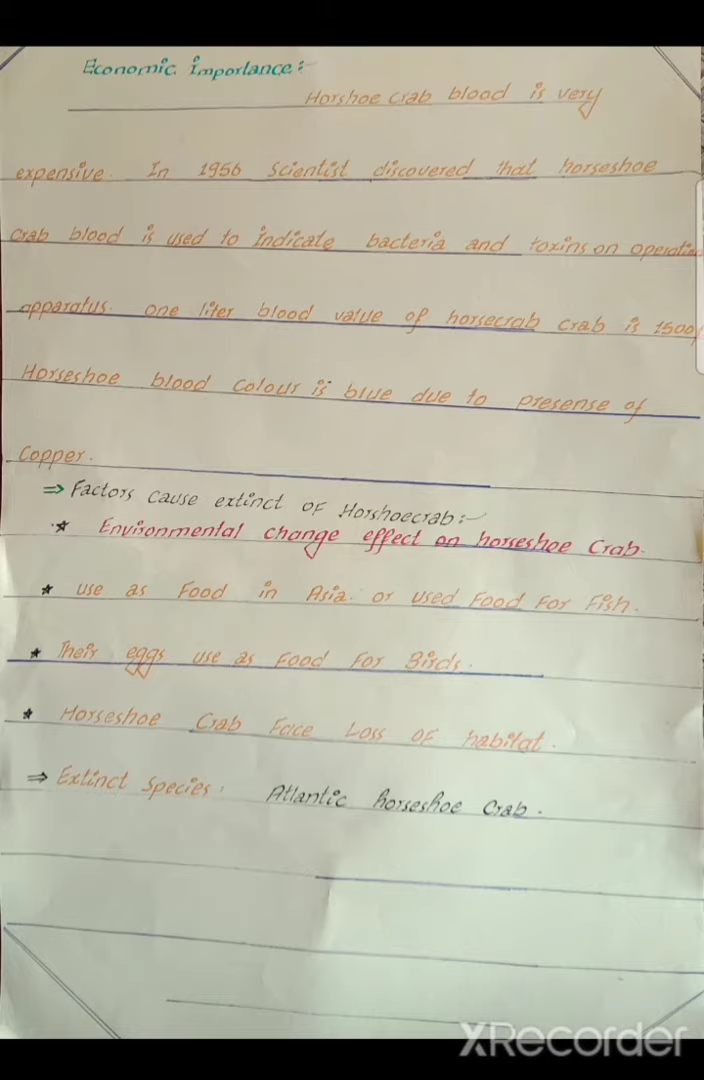 Economic Importance:-
Horshoe crab blood is very
expensive. In 1956 Scientist discovered that horseshoe
crab blood is used to indicate bacteria and toxins on operating
apparatus. One liter blood value of horsecrab crab is 1500
Horseshoe blood colour is blue due to presense of
Copper.
⇒ Factors cause extinct of Horshoecrab:-
* Environmental change effect on horseshoe Crab.
* use as Food in Asia. or used Food For Fish.
* Their eggs use as Food For Birds.
* Horseshoe Crab Face Loss of habitat.
⇒ Extinct species: Atlantic horseshoe Crab.
XRecorder